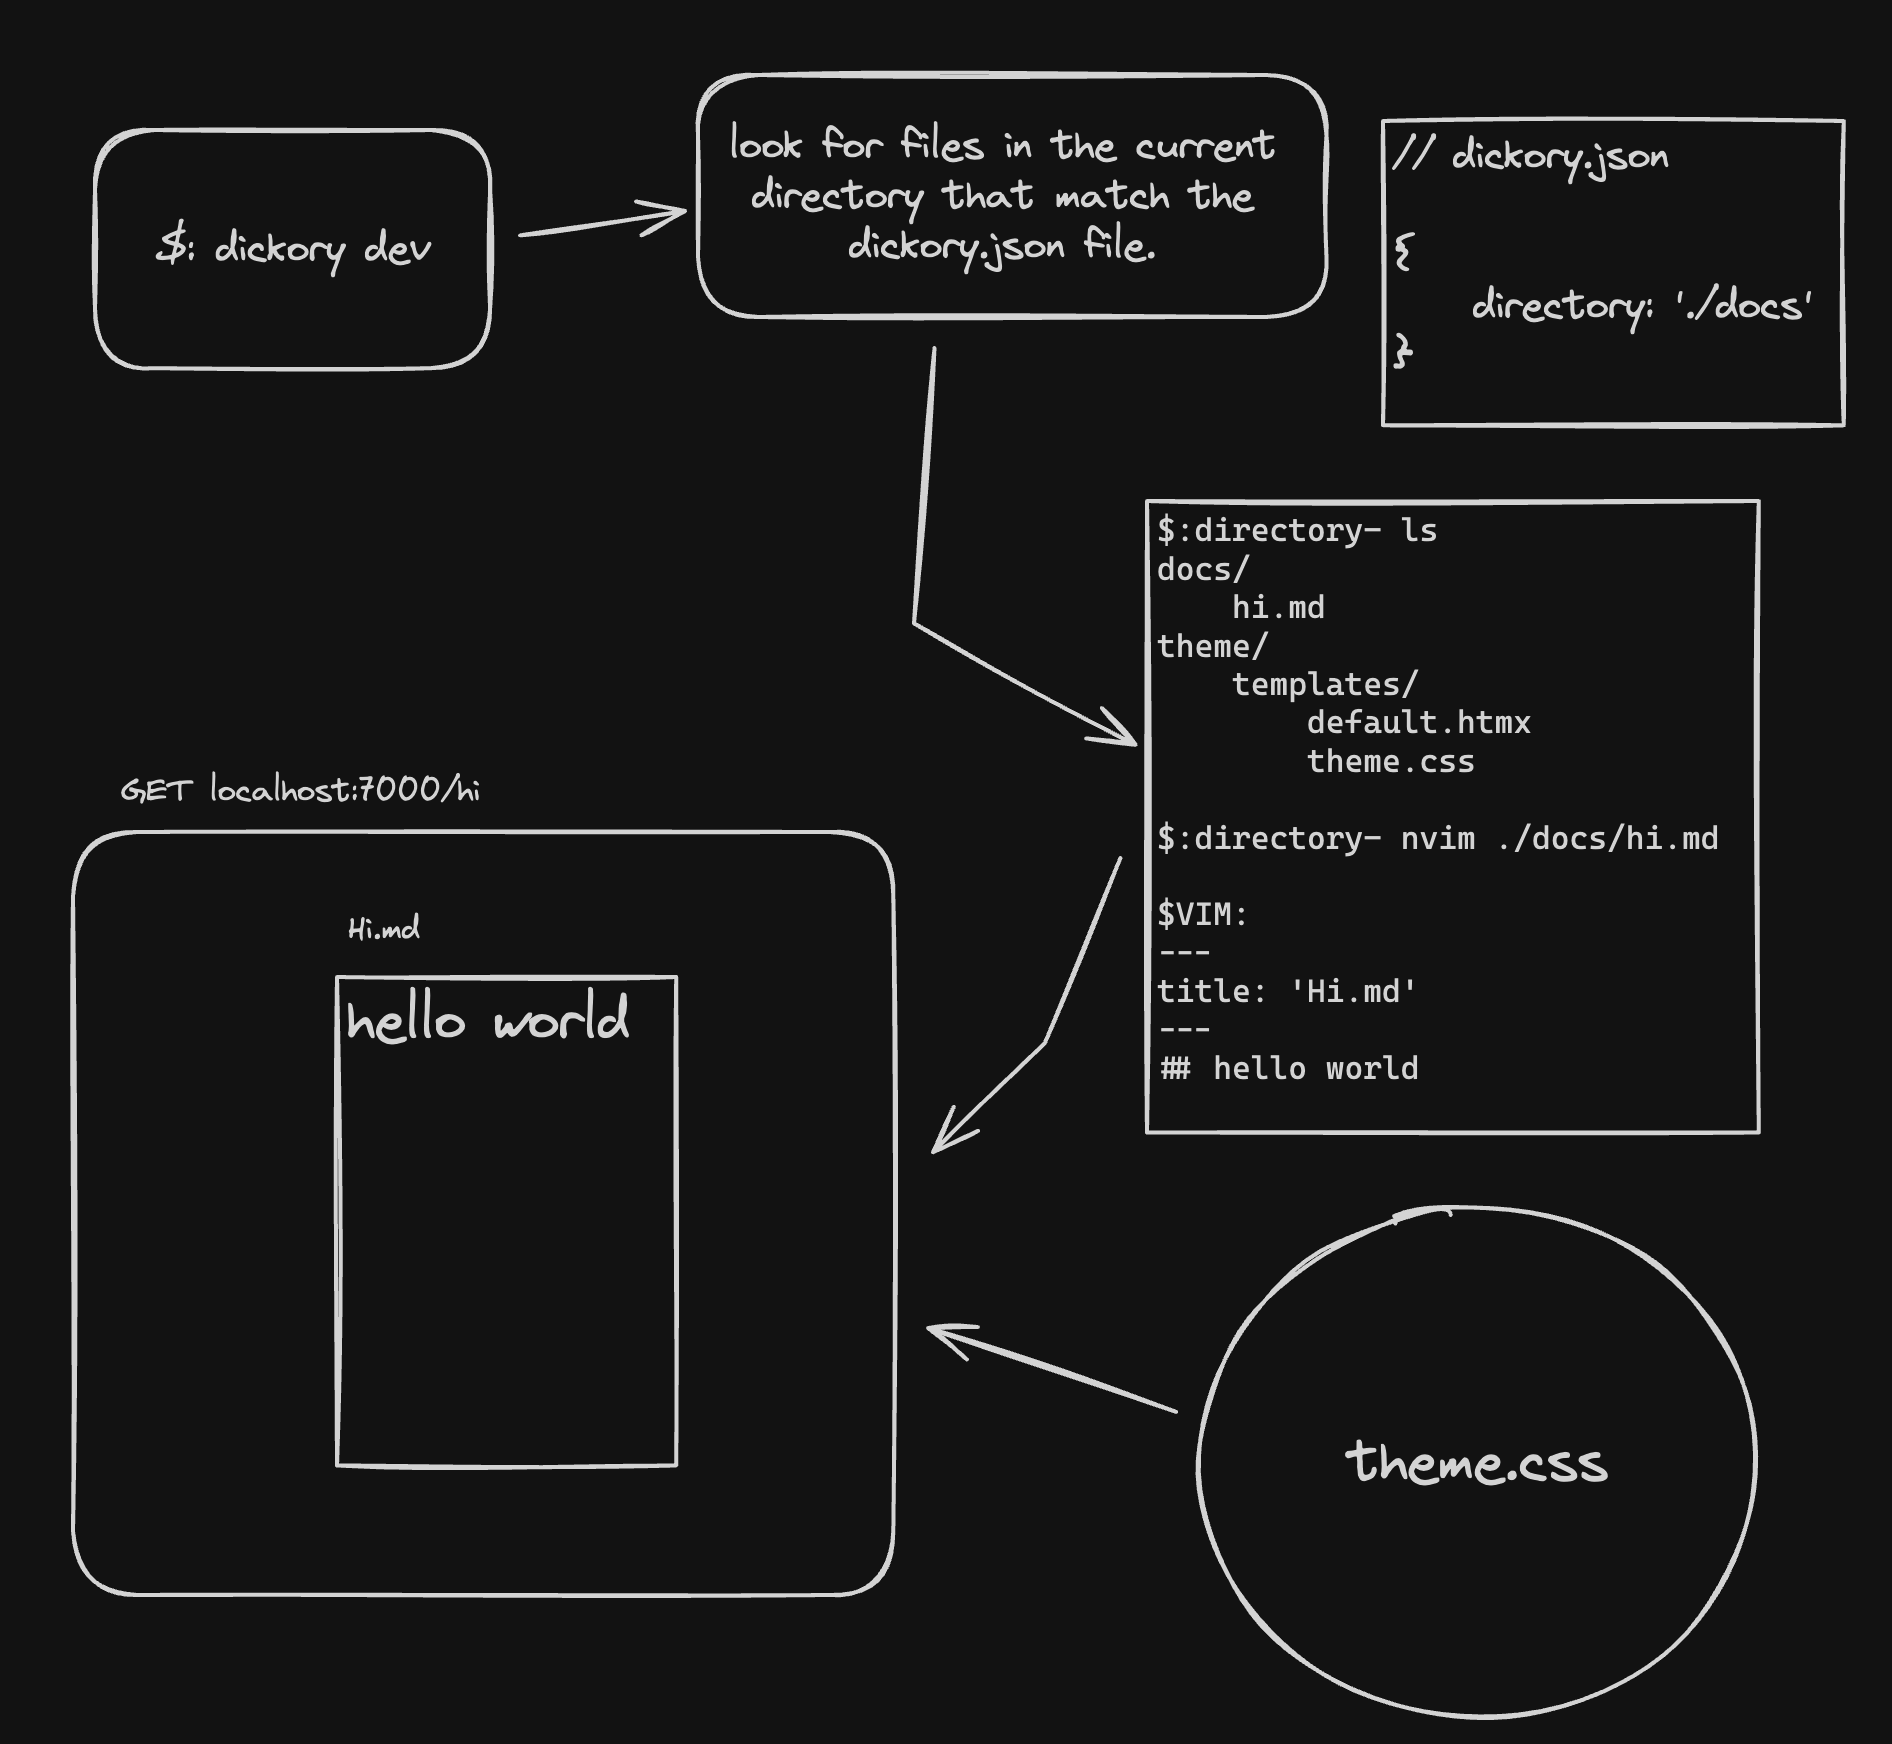 $: dickory dev
look for files in the current
directory that match the
dickory.json file.
// dickory.json
{
directory: './docs'
}
$:directory- ls
docs/
hi.md
theme/
templates/
default.htmx
theme.css
$:directory- nvim ./docs/hi.md
$VIM:
---
title: 'Hi.md'
---
## hello world
GET localhost:7000/hi
Hi.md
hello world
theme.css